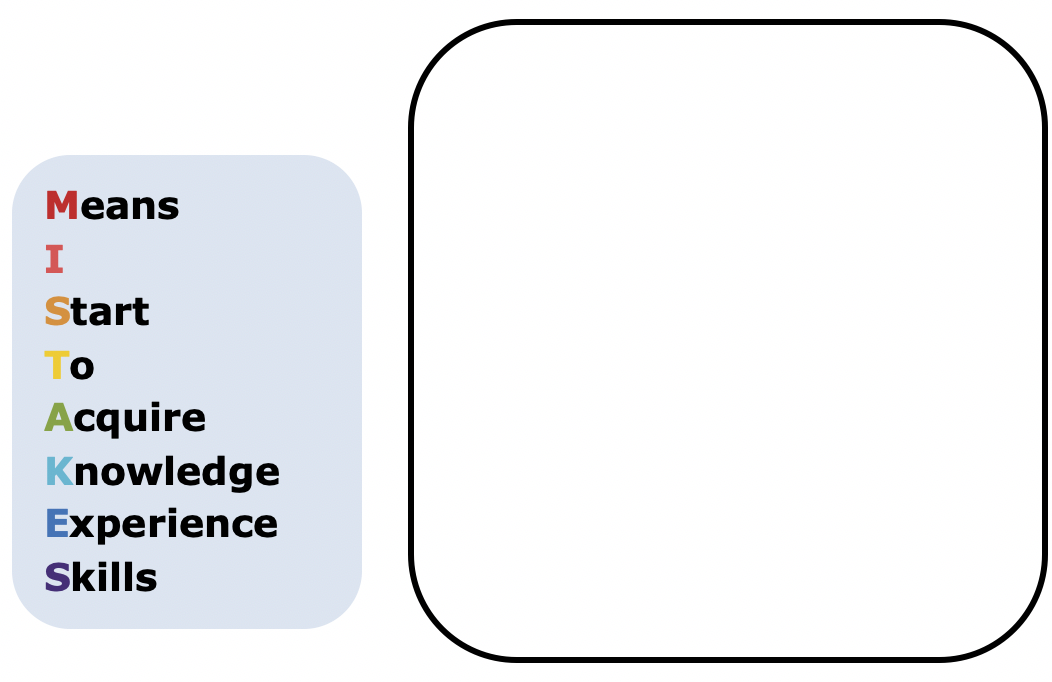 Means
I
Start
To
Acquire
Knowledge
Experience
Skills